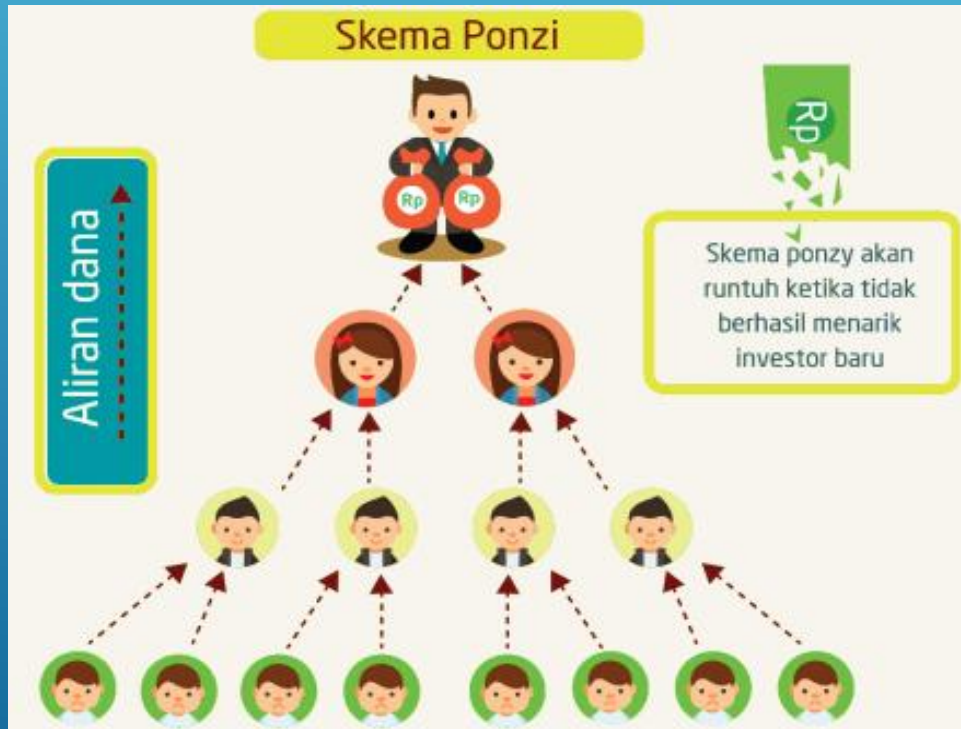 Skema Ponzi
Rp
Rp
Rp
Aliran dana
Skema ponzy akan
runtuh ketika tidak
berhasil menarik
investor baru